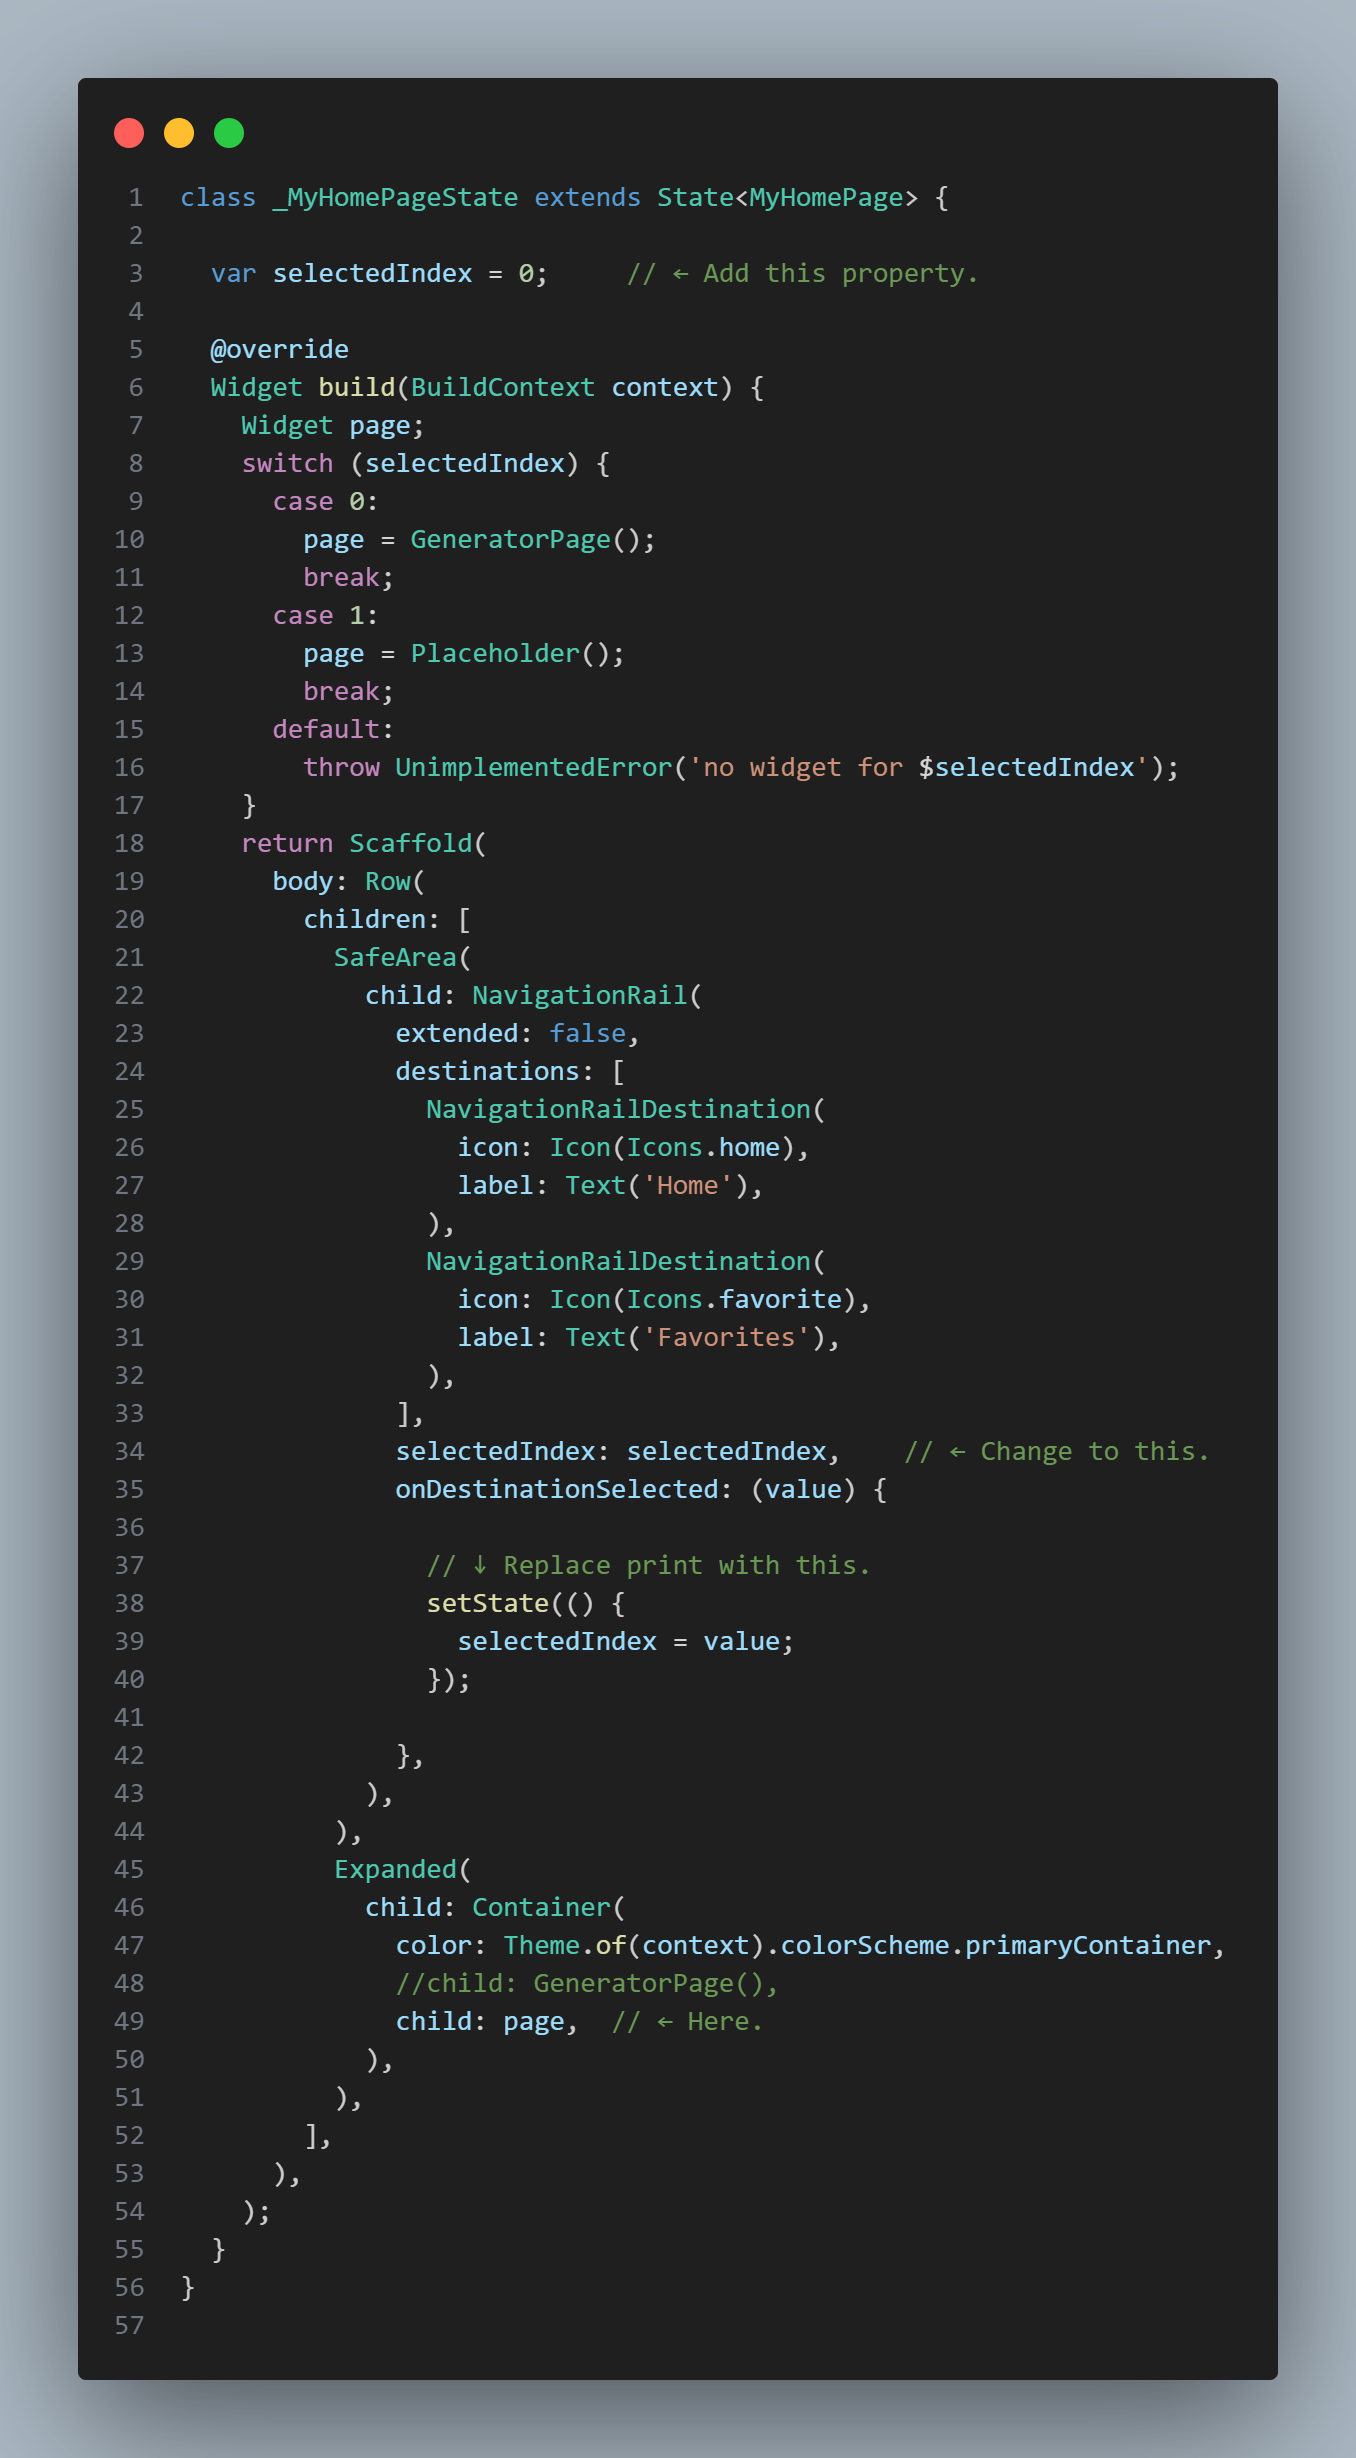 1 class _MyHomePageState extends State<MyHomePage> {
2
3   var selectedIndex = 0;     // ← Add this property.
4
5   @override
6   Widget build(BuildContext context) {
7     Widget page;
8     switch (selectedIndex) {
9       case 0:
10         page = GeneratorPage();
11         break;
12       case 1:
13         page = Placeholder();
14         break;
15       default:
16         throw UnimplementedError('no widget for $selectedIndex');
17     }
18     return Scaffold(
19       body: Row(
20         children: [
21           SafeArea(
22             child: NavigationRail(
23               extended: false,
24               destinations: [
25                 NavigationRailDestination(
26                   icon: Icon(Icons.home),
27                   label: Text('Home'),
28                 ),
29                 NavigationRailDestination(
30                   icon: Icon(Icons.favorite),
31                   label: Text('Favorites'),
32                 ),
33               ],
34               selectedIndex: selectedIndex,    // ← Change to this.
35               onDestinationSelected: (value) {
36
37                 // ↓ Replace print with this.
38                 setState(() {
39                   selectedIndex = value;
40                 });
41
42               },
43             ),
44           ),
45           Expanded(
46             child: Container(
47               color: Theme.of(context).colorScheme.primaryContainer,
48               //child: GeneratorPage(),
49               child: page,  // ← Here.
50             ),
51           ),
52         ],
53       ),
54     );
55   }
56 }
57